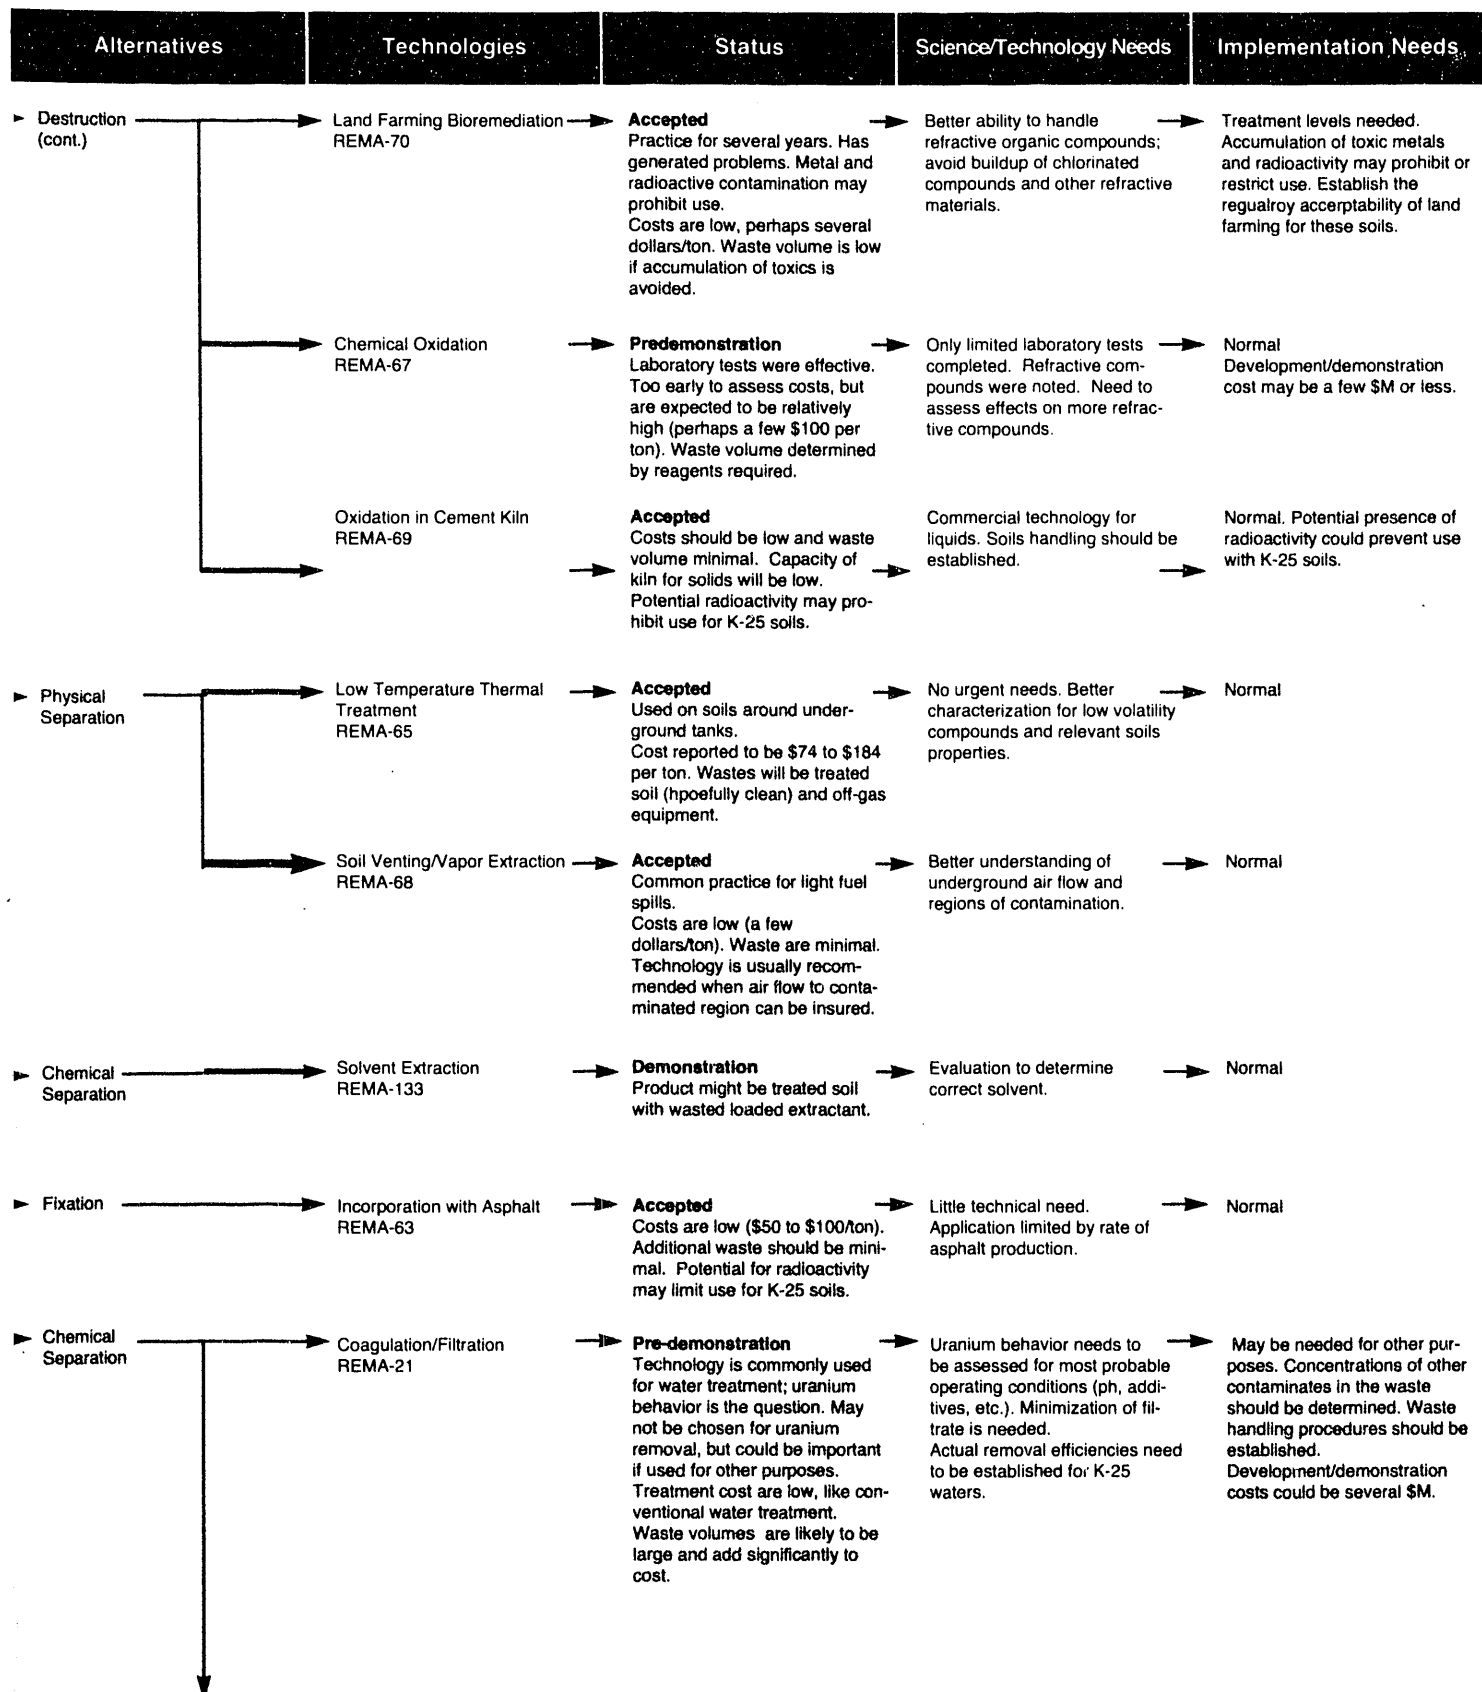 Alternatives
Technologies
Status
Science/Technology Needs
Implementation Needs
Destruction
(cont.)
Land Farming Bioremediation
REMA-70
Accepted
Practice for several years. Has
generated problems. Metal and
radioactive contamination may
prohibit use.
Costs are low, perhaps several
dollars/ton. Waste volume is low
if accumulation of toxics is
avoided.
Better ability to handle
refractive organic compounds;
avoid buildup of chlorinated
compounds and other refractive
materials.
Treatment levels needed.
Accumulation of toxic metals
and radioactivity may prohibit or
restrict use. Establish the
regualroy accerptability of land
farming for these soils.
Chemical Oxidation
REMA-67
Predemonstration
Laboratory tests were effective.
Too early to assess costs, but
are expected to be relatively
high (perhaps a few $100 per
ton). Waste volume determined
by reagents required.
Only limited laboratory tests
completed. Refractive com-
pounds were noted. Need to
assess effects on more refrac-
tive compounds.
Normal
Development/demonstration
cost may be a few $M or less.
Oxidation in Cement Kiln
REMA-69
Accepted
Costs should be low and waste
volume minimal. Capacity of
kiln for solids will be low.
Potential radioactivity may pro-
hibit use for K-25 soils.
Commercial technology for
liquids. Soils handling should be
established.
Normal. Potential presence of
radioactivity could prevent use
with K-25 soils.
Physical
Separation
Low Temperature Thermal
Treatment
REMA-65
Accepted
Used on soils around under-
ground tanks.
Cost reported to be $74 to $184
per ton. Wastes will be treated
soil (hpoefully clean) and off-gas
equipment.
No urgent needs. Better
characterization for low volatility
compounds and relevant soils
properties.
Normal
Soil Venting/Vapor Extraction
REMA-68
Accepted
Common practice for light fuel
spills.
Costs are low (a few
dollars/ton). Waste are minimal.
Technology is usually recom-
mended when air flow to conta-
minated region can be insured.
Better understanding of
underground air flow and
regions of contamination.
Normal
Chemical
Separation
Solvent Extraction
REMA-133
Demonstration
Product might be treated soil
with wasted loaded extractant.
Evaluation to determine
correct solvent.
Normal
Fixation
Incorporation with Asphalt
REMA-63
Accepted
Costs are low ($50 to $100/ton).
Additional waste should be mini-
mal. Potential for radioactivity
may limit use for K-25 soils.
Little technical need.
Application limited by rate of
asphalt production.
Normal
Chemical
Separation
Coagulation/Filtration
REMA-21
Pre-demonstration
Technology is commonly used
for water treatment; uranium
behavior is the question. May
not be chosen for uranium
removal, but could be important
if used for other purposes.
Treatment cost are low, like con-
ventional water treatment.
Waste volumes are likely to be
large and add significantly to
cost.
Uranium behavior needs to
be assessed for most probable
operating conditions (ph, addi-
tives, etc.). Minimization of fil-
trate is needed.
Actual removal efficiencies need
to be established for K-25
waters.
May be needed for other pur-
poses. Concentrations of other
contaminates in the waste
should be determined. Waste
handling procedures should be
established.
Development/demonstration
costs could be several $M.